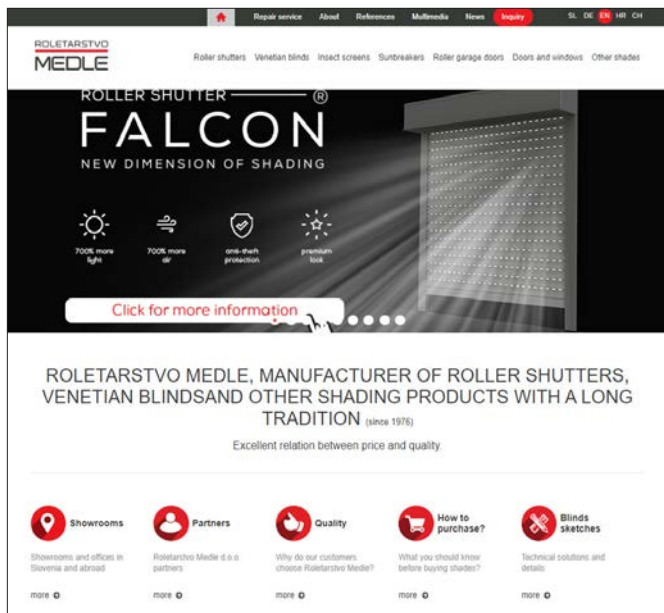 Repair service About References Multimedia News Inquiry SL DE EN HR CH
ROLETARSTVO
MEDLE
Roller shutters Venetian blinds Insect screens Sunbreakers Roller garage doors Doors and windows Other shades
ROLLER SHUTTER ®
FALCON
NEW DIMENSION OF SHADING
700% more light
700% more air
anti-theft protection
premium look
Click for more information
ROLETARSTVO MEDLE, MANUFACTURER OF ROLLER SHUTTERS,
VENETIAN BLINDSAND OTHER SHADING PRODUCTS WITH A LONG
TRADITION (since 1976)
Excellent relation between price and quality.
Showrooms
Showrooms and offices in
Slovenia and abroad
more
Partners
Roletarstvo Medle d.o.o.
partners
more
Quality
Why do our customers
choose Roletarstvo Medle?
more
How to
purchase?
What you should know
before buying shades?
more
Blinds
sketches
Technical solutions and
details
more